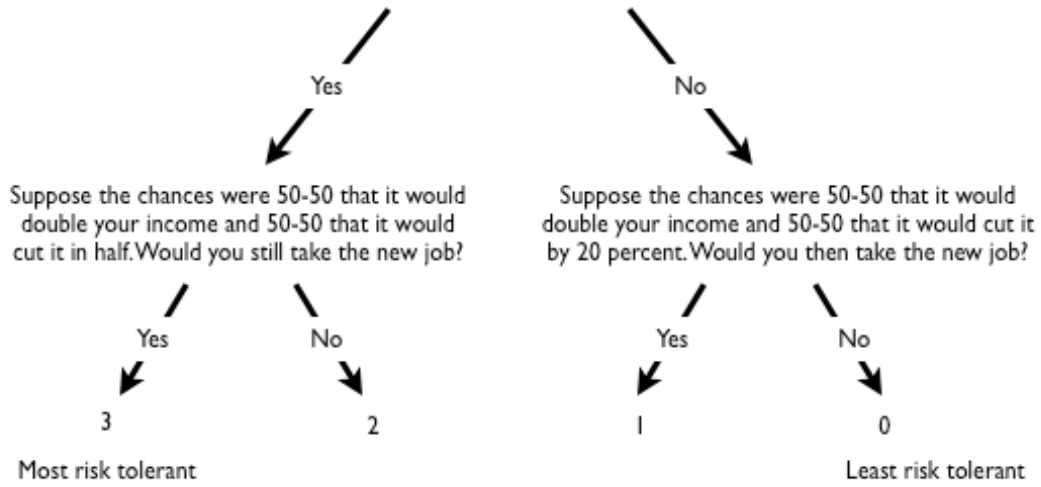 Yes
No
Suppose the chances were 50-50 that it would
double your income and 50-50 that it would
cut it in half. Would you still take the new job?
Suppose the chances were 50-50 that it would
double your income and 50-50 that it would cut it
by 20 percent. Would you then take the new job?
Yes
No
Yes
No
3
2
1
0
Most risk tolerant
Least risk tolerant